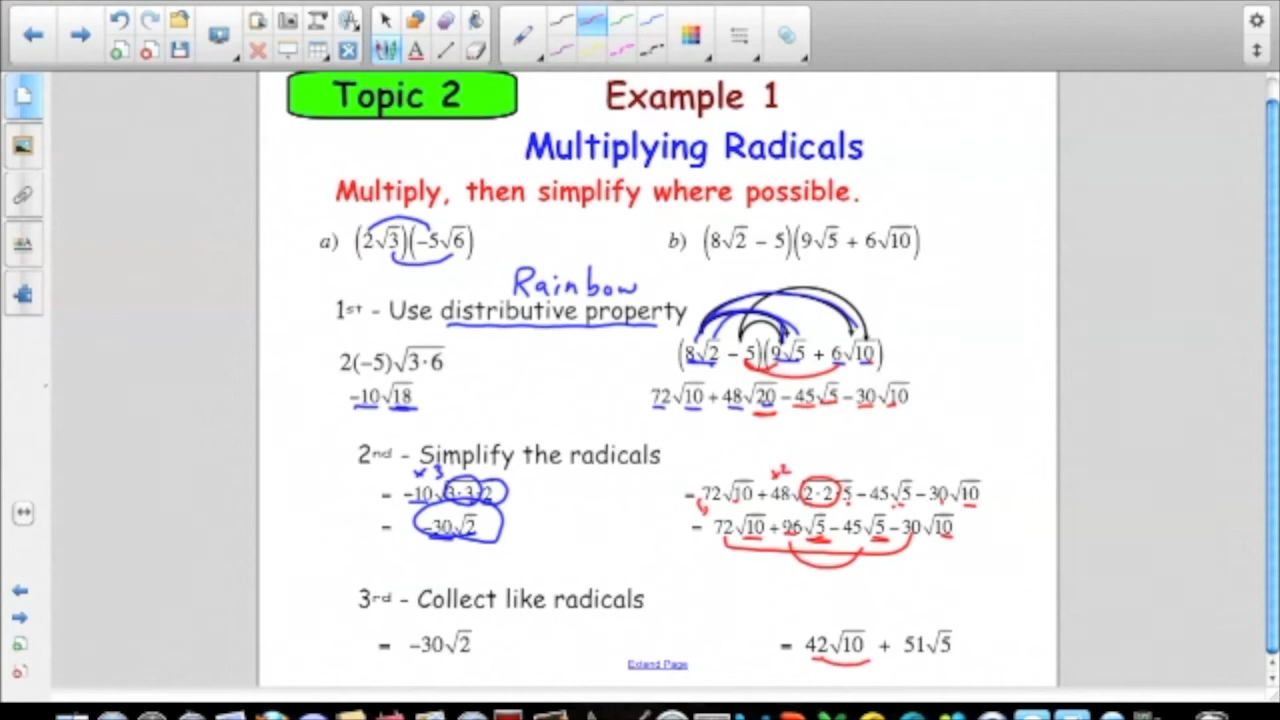 Topic 2
Example 1
Multiplying Radicals
Multiply, then simplify where possible.
a) (2√3)(−5√6)
b) (8√2 − 5)(9√5 + 6√10)
Rainbow
1st - Use distributive property
2(−5)√3·6
(8√2 − 5)(9√5 + 6√10)
−10√18
72√10 + 48√20 − 45√5 − 30√10
2nd - Simplify the radicals
×3
×2
= −10√3·3·2
= 72√10 + 48√2·2·5 − 45√5 − 30√10
= −30√2
= 72√10 + 96√5 − 45√5 − 30√10
3rd - Collect like radicals
= −30√2
= 42√10 + 51√5
Extend Page